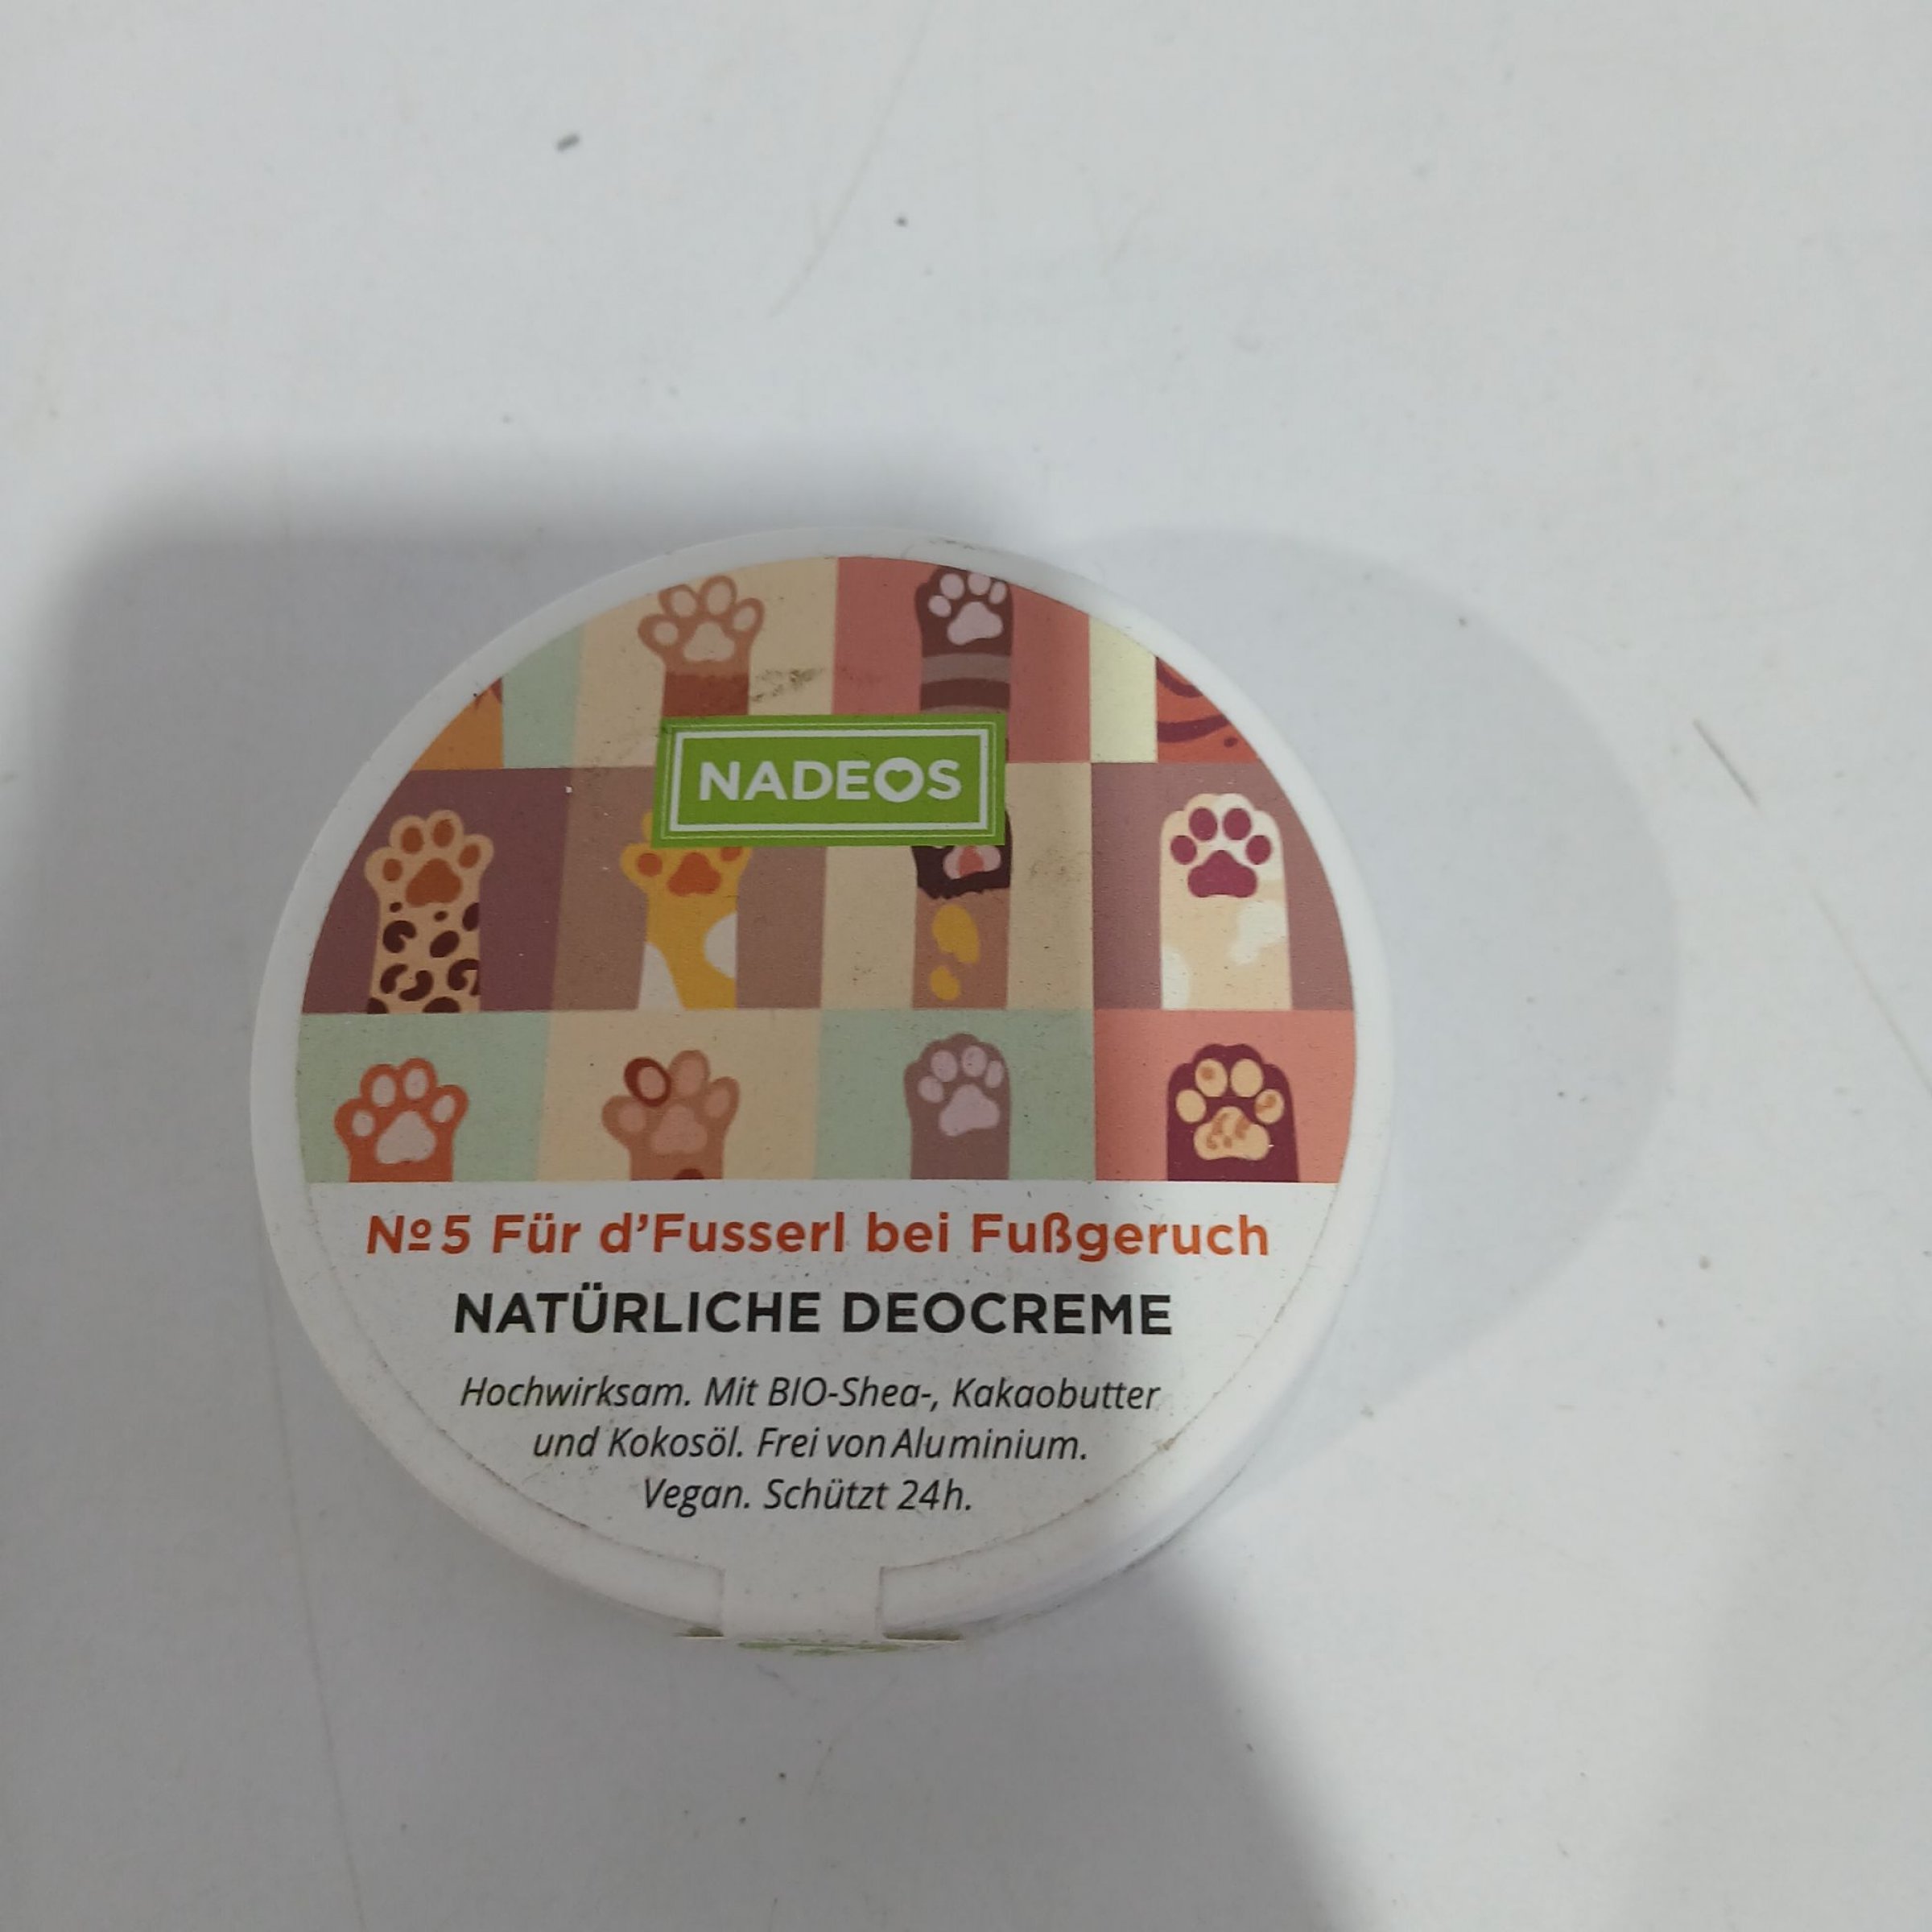 NADEOS
№5 Für d’Fusserl bei Fußgeruch
NATÜRLICHE DEOCREME
Hochwirksam. Mit BIO-Shea-, Kakaobutter
und Kokosöl. Frei von Aluminium.
Vegan. Schützt 24h.